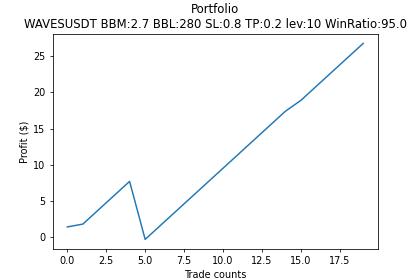 Portfolio
WAVESUSDT BBM:2.7 BBL:280 SL:0.8 TP:0.2 lev:10 WinRatio:95.0
Profit ($)
25
20
15
10
5
0
0.0 2.5 5.0 7.5 10.0 12.5 15.0 17.5
Trade counts